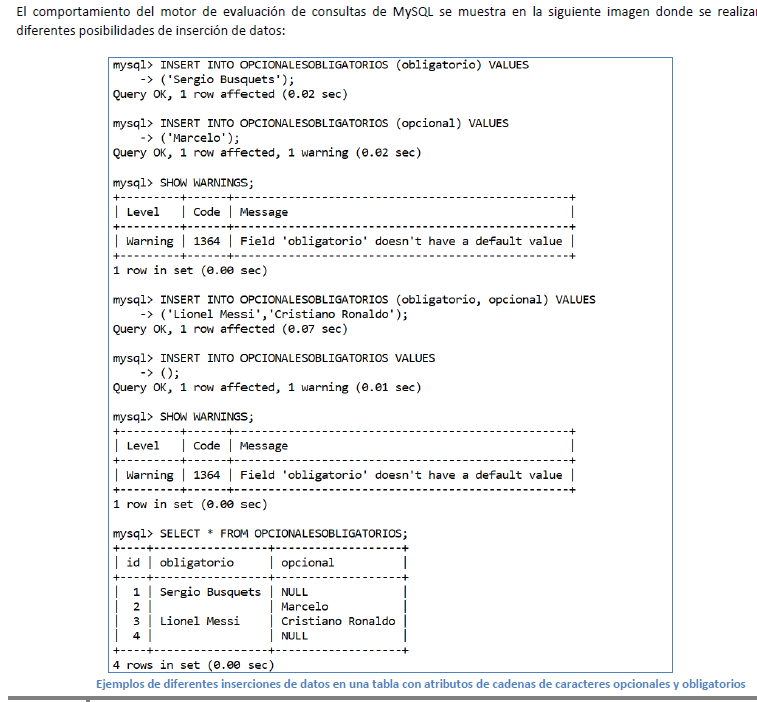 El comportamiento del motor de evaluación de consultas de MySQL se muestra en la siguiente imagen donde se realizan
diferentes posibilidades de inserción de datos:
mysql> INSERT INTO OPCIONALESOBLIGATORIOS (obligatorio) VALUES
    -> ('Sergio Busquets');
Query OK, 1 row affected (0.02 sec)
mysql> INSERT INTO OPCIONALESOBLIGATORIOS (opcional) VALUES
    -> ('Marcelo');
Query OK, 1 row affected, 1 warning (0.02 sec)
mysql> SHOW WARNINGS;
+---------+------+--------------------------------------------------+
| Level   | Code | Message                                          |
+---------+------+--------------------------------------------------+
| Warning | 1364 | Field 'obligatorio' doesn't have a default value |
+---------+------+--------------------------------------------------+
1 row in set (0.00 sec)
mysql> INSERT INTO OPCIONALESOBLIGATORIOS (obligatorio, opcional) VALUES
    -> ('Lionel Messi','Cristiano Ronaldo');
Query OK, 1 row affected (0.07 sec)
mysql> INSERT INTO OPCIONALESOBLIGATORIOS VALUES
    -> ();
Query OK, 1 row affected, 1 warning (0.01 sec)
mysql> SHOW WARNINGS;
+---------+------+--------------------------------------------------+
| Level   | Code | Message                                          |
+---------+------+--------------------------------------------------+
| Warning | 1364 | Field 'obligatorio' doesn't have a default value |
+---------+------+--------------------------------------------------+
1 row in set (0.00 sec)
mysql> SELECT * FROM OPCIONALESOBLIGATORIOS;
+----+-----------------+-------------------+
| id | obligatorio     | opcional          |
+----+-----------------+-------------------+
|  1 | Sergio Busquets | NULL              |
|  2 |                 | Marcelo           |
|  3 | Lionel Messi    | Cristiano Ronaldo |
|  4 |                 | NULL              |
+----+-----------------+-------------------+
4 rows in set (0.00 sec)
Ejemplos de diferentes inserciones de datos en una tabla con atributos de cadenas de caracteres opcionales y obligatorios